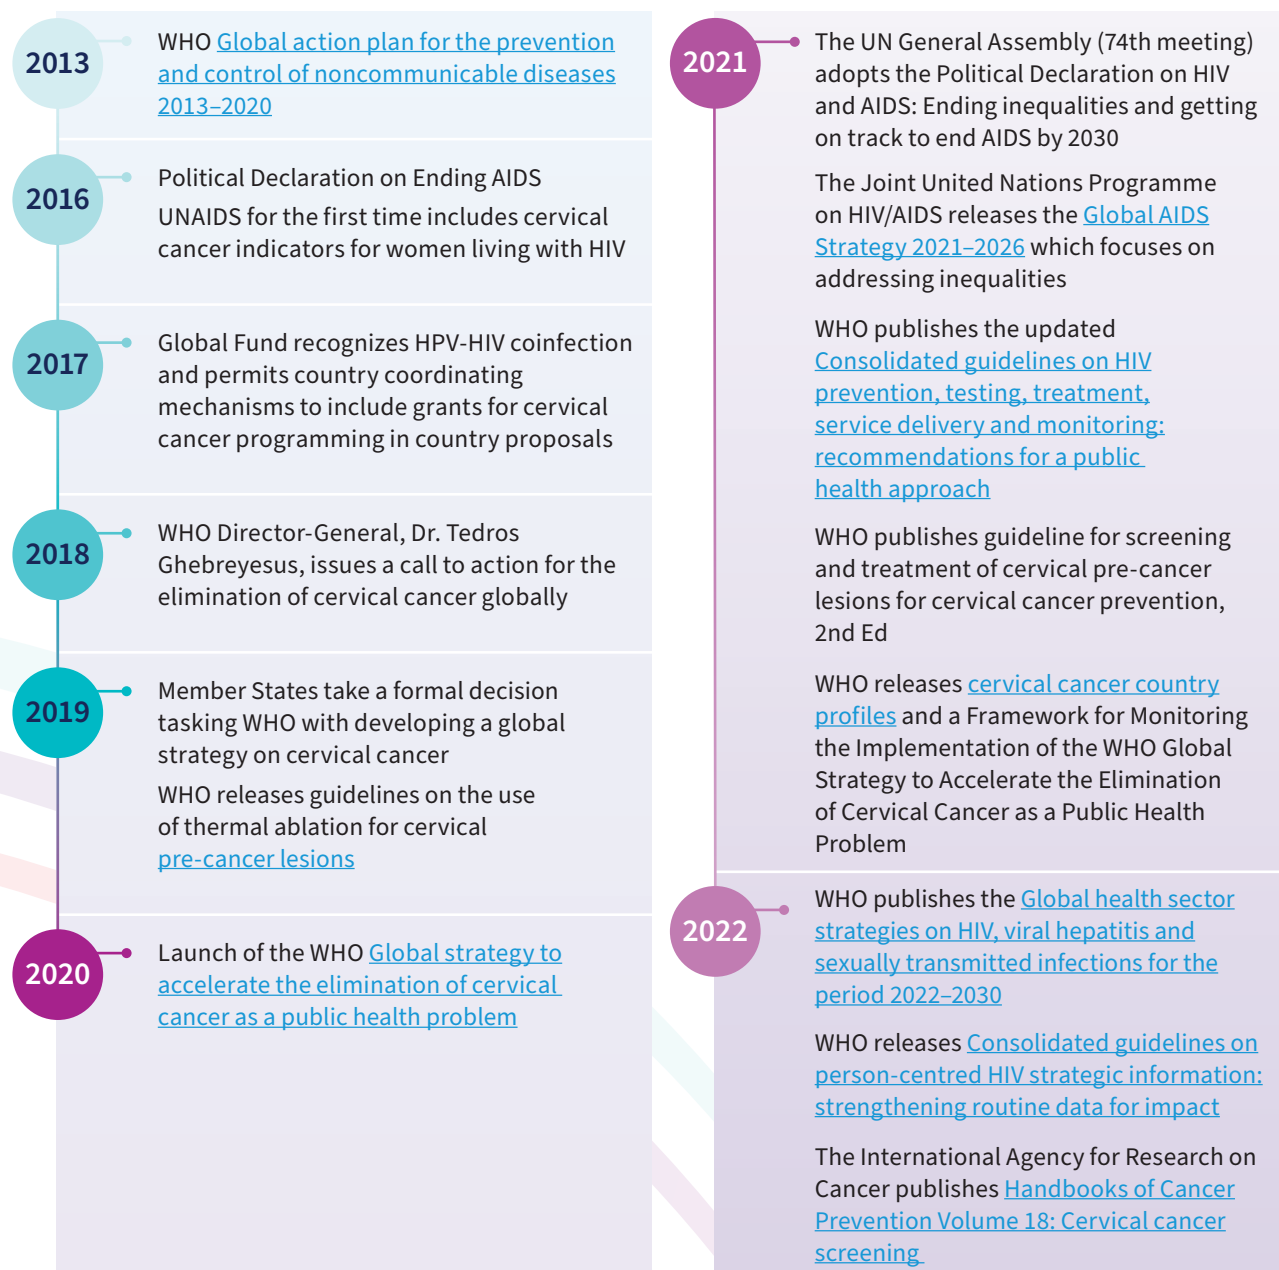 2013
WHO Global action plan for the prevention
and control of noncommunicable diseases
2013–2020
2016
Political Declaration on Ending AIDS
UNAIDS for the first time includes cervical
cancer indicators for women living with HIV
2017
Global Fund recognizes HPV-HIV coinfection
and permits country coordinating
mechanisms to include grants for cervical
cancer programming in country proposals
2018
WHO Director-General, Dr. Tedros
Ghebreyesus, issues a call to action for the
elimination of cervical cancer globally
2019
Member States take a formal decision
tasking WHO with developing a global
strategy on cervical cancer
WHO releases guidelines on the use
of thermal ablation for cervical
pre-cancer lesions
2020
Launch of the WHO Global strategy to
accelerate the elimination of cervical
cancer as a public health problem
2021
The UN General Assembly (74th meeting)
adopts the Political Declaration on HIV
and AIDS: Ending inequalities and getting
on track to end AIDS by 2030
The Joint United Nations Programme
on HIV/AIDS releases the Global AIDS
Strategy 2021–2026 which focuses on
addressing inequalities
WHO publishes the updated
Consolidated guidelines on HIV
prevention, testing, treatment,
service delivery and monitoring:
recommendations for a public
health approach
WHO publishes guideline for screening
and treatment of cervical pre-cancer
lesions for cervical cancer prevention,
2nd Ed
WHO releases cervical cancer country
profiles and a Framework for Monitoring
the Implementation of the WHO Global
Strategy to Accelerate the Elimination
of Cervical Cancer as a Public Health
Problem
2022
WHO publishes the Global health sector
strategies on HIV, viral hepatitis and
sexually transmitted infections for the
period 2022–2030
WHO releases Consolidated guidelines on
person-centred HIV strategic information:
strengthening routine data for impact
The International Agency for Research on
Cancer publishes Handbooks of Cancer
Prevention Volume 18: Cervical cancer
screening